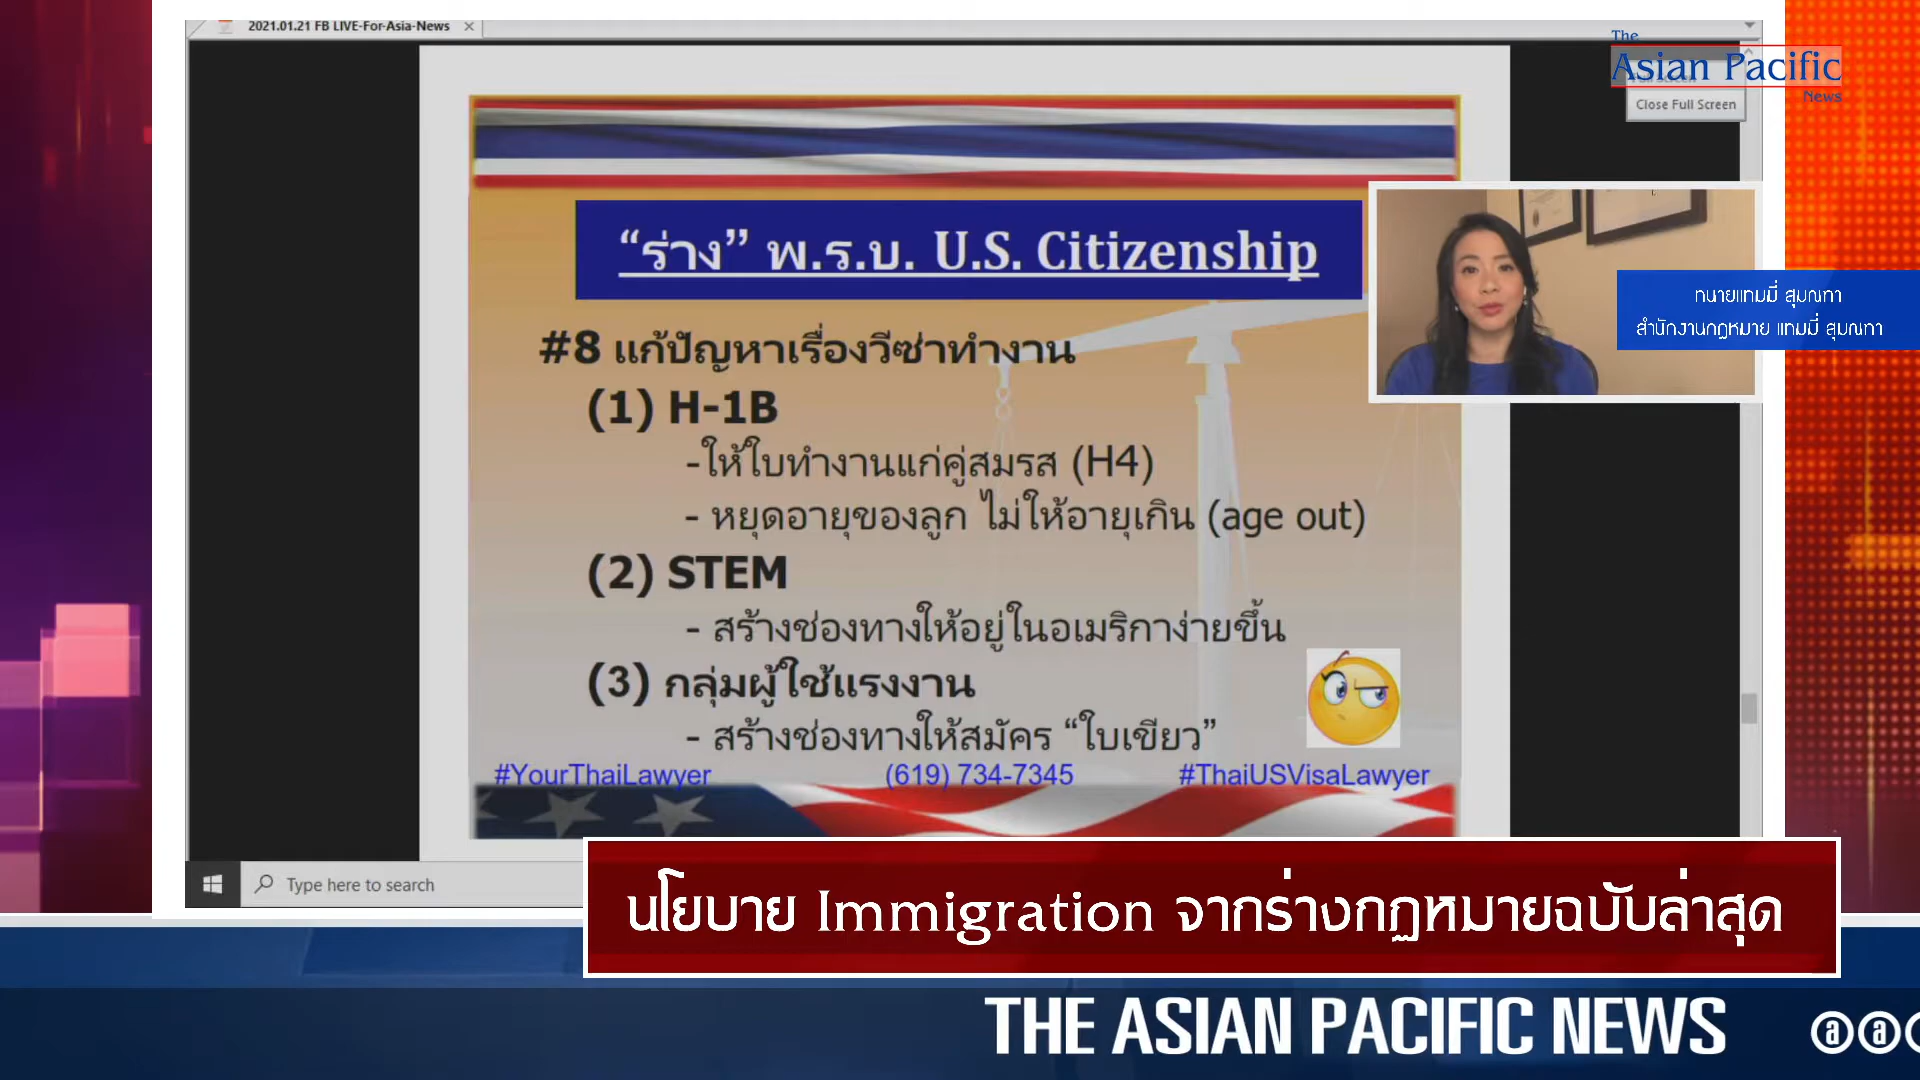 2021.01.21 FB LIVE-For-Asia-News
The
Asian Pacific
News
Close Full Screen
“ร่าง” พ.ร.บ. U.S. Citizenship
ทนายแทมมี่ สุมณฑา
สำนักงานกฎหมาย แทมมี่ สุมณฑา
#8 แก้ปัญหาเรื่องวีซ่าทำงาน
(1) H-1B
-ให้ใบทำงานแก่คู่สมรส (H4)
- หยุดอายุของลูก ไม่ให้อายุเกิน (age out)
(2) STEM
- สร้างช่องทางให้อยู่ในอเมริกาง่ายขึ้น
(3) กลุ่มผู้ใช้แรงงาน
- สร้างช่องทางให้สมัคร “ใบเขียว”
#YourThaiLawyer (619) 734-7345 #ThaiUSVisaLawyer
Type here to search
นโยบาย Immigration จากร่างกฎหมายฉบับล่าสุด
THE ASIAN PACIFIC NEWS